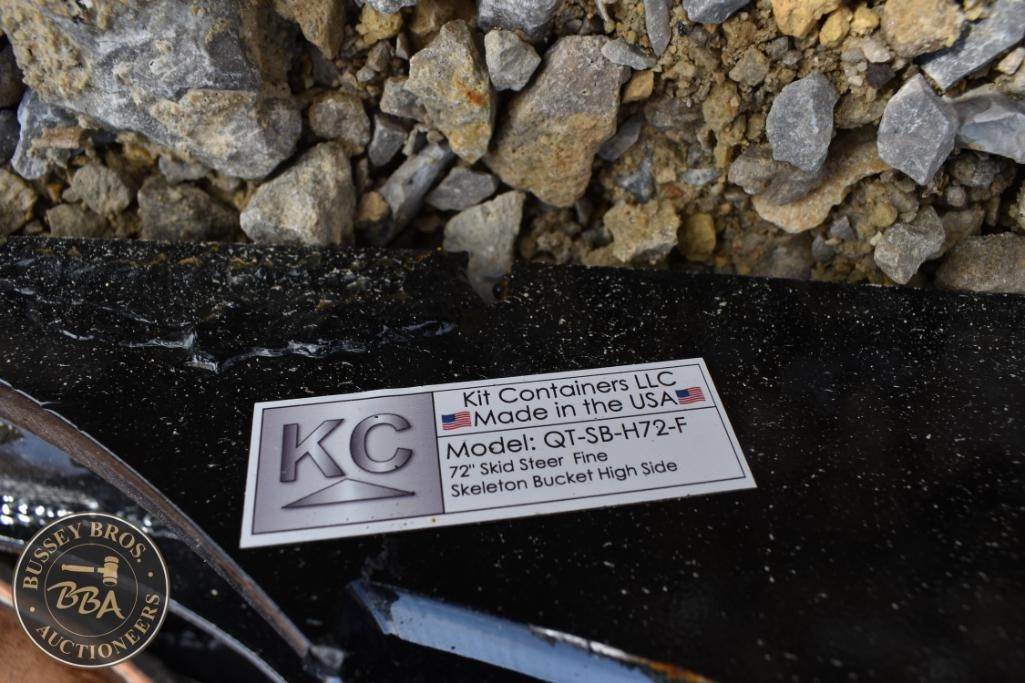 KC
Kit Containers LLC
Made in the USA
Model: QT-SB-H72-F
72" Skid Steer Fine
Skeleton Bucket High Side
BUSSEY BROS.
BBA
AUCTIONEERS